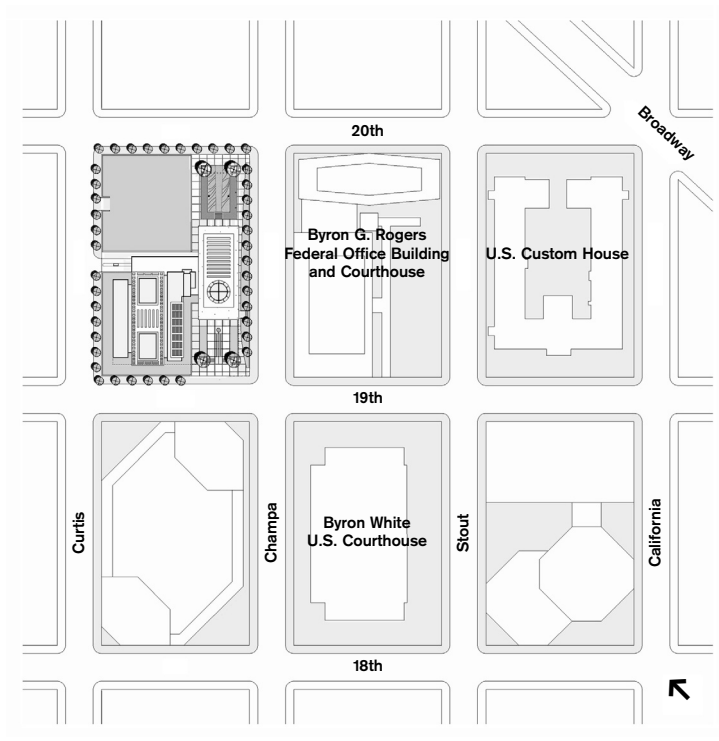 20th
Broadway
Byron G. Rogers
Federal Office Building
and Courthouse
U.S. Custom House
19th
Curtis
Champa
Byron White
U.S. Courthouse
Stout
California
18th